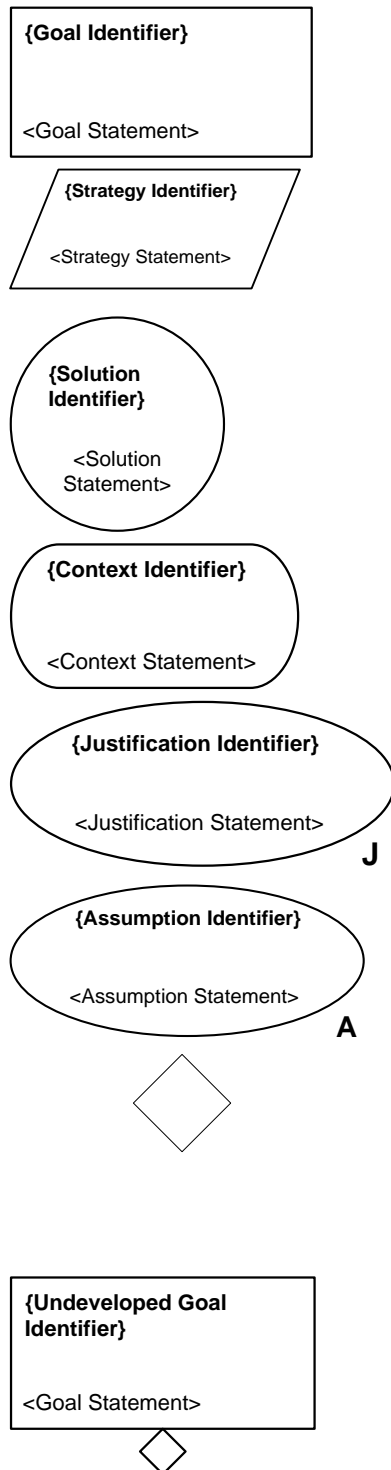 {Goal Identifier}
<Goal Statement>
{Strategy Identifier}
<Strategy Statement>
{Solution
Identifier}
<Solution
Statement>
{Context Identifier}
<Context Statement>
{Justification Identifier}
<Justification Statement>
J
{Assumption Identifier}
<Assumption Statement>
A
{Undeveloped Goal
Identifier}
<Goal Statement>